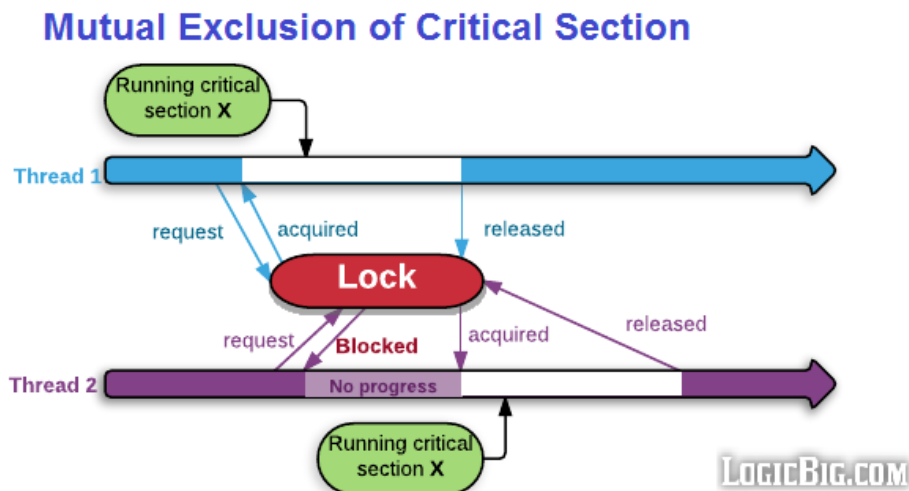 Mutual Exclusion of Critical Section
Running critical
section X
Thread 1
request
acquired
released
Lock
request
Blocked
acquired
released
Thread 2
No progress
Running critical
section X
LOGICBIG.COM